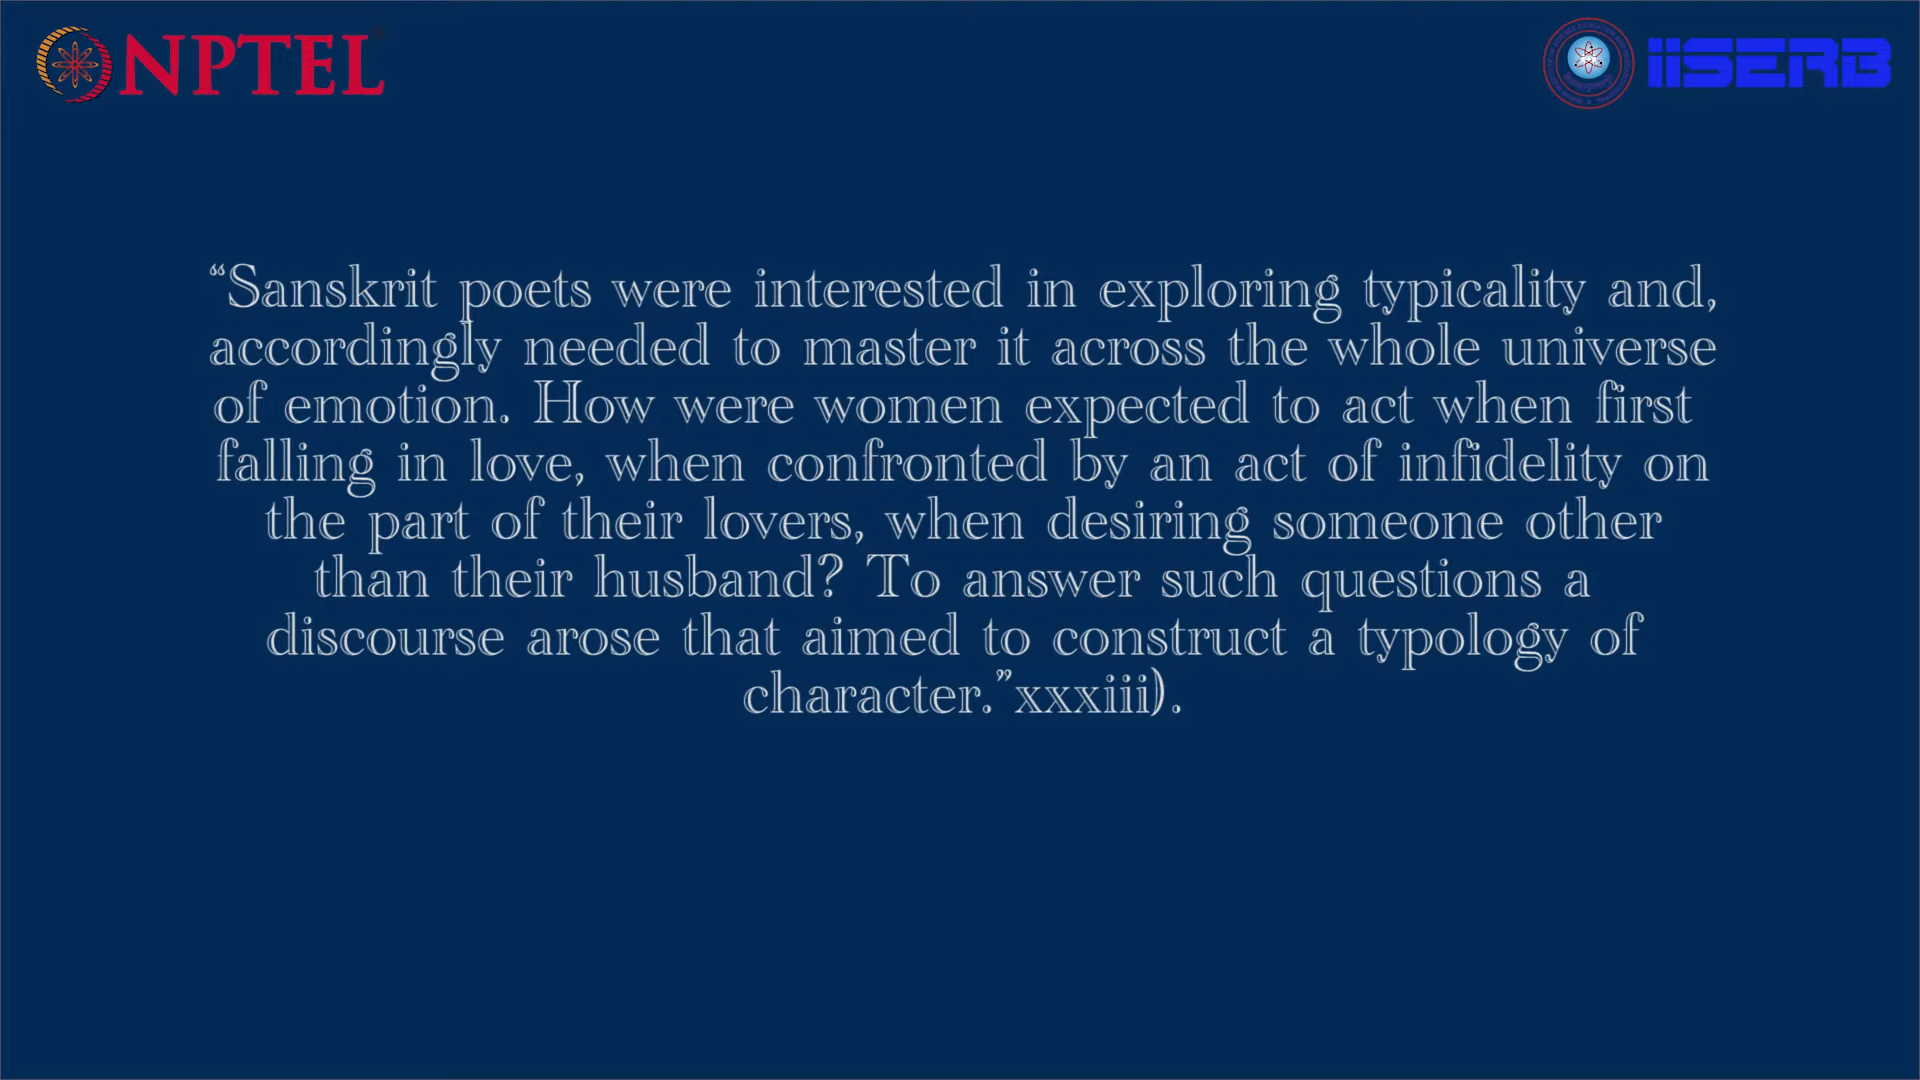 NPTEL
iiSERB
“Sanskrit poets were interested in exploring typicality and,
accordingly needed to master it across the whole universe
of emotion. How were women expected to act when first
falling in love, when confronted by an act of infidelity on
the part of their lovers, when desiring someone other
than their husband? To answer such questions a
discourse arose that aimed to construct a typology of
character.”xxxiii).